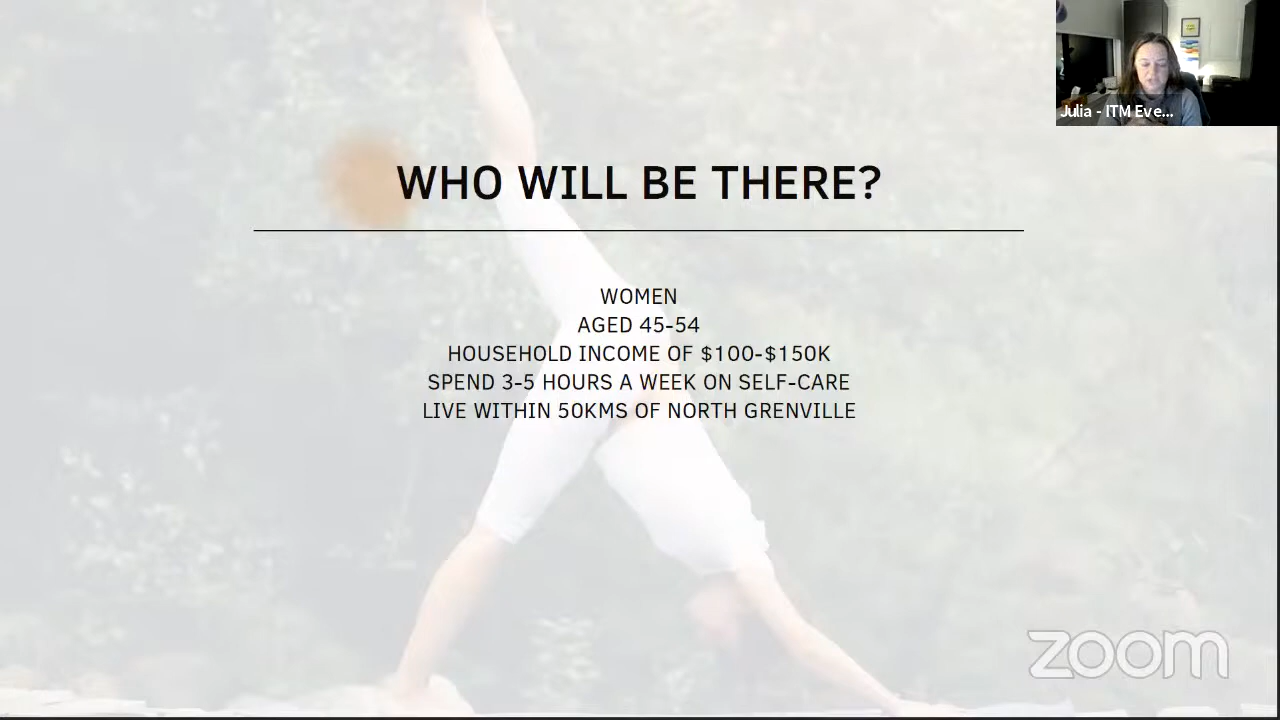 Julia - ITM Eve...
WHO WILL BE THERE?
WOMEN
AGED 45-54
HOUSEHOLD INCOME OF $100-$150K
SPEND 3-5 HOURS A WEEK ON SELF-CARE
LIVE WITHIN 50KMS OF NORTH GRENVILLE
zoom